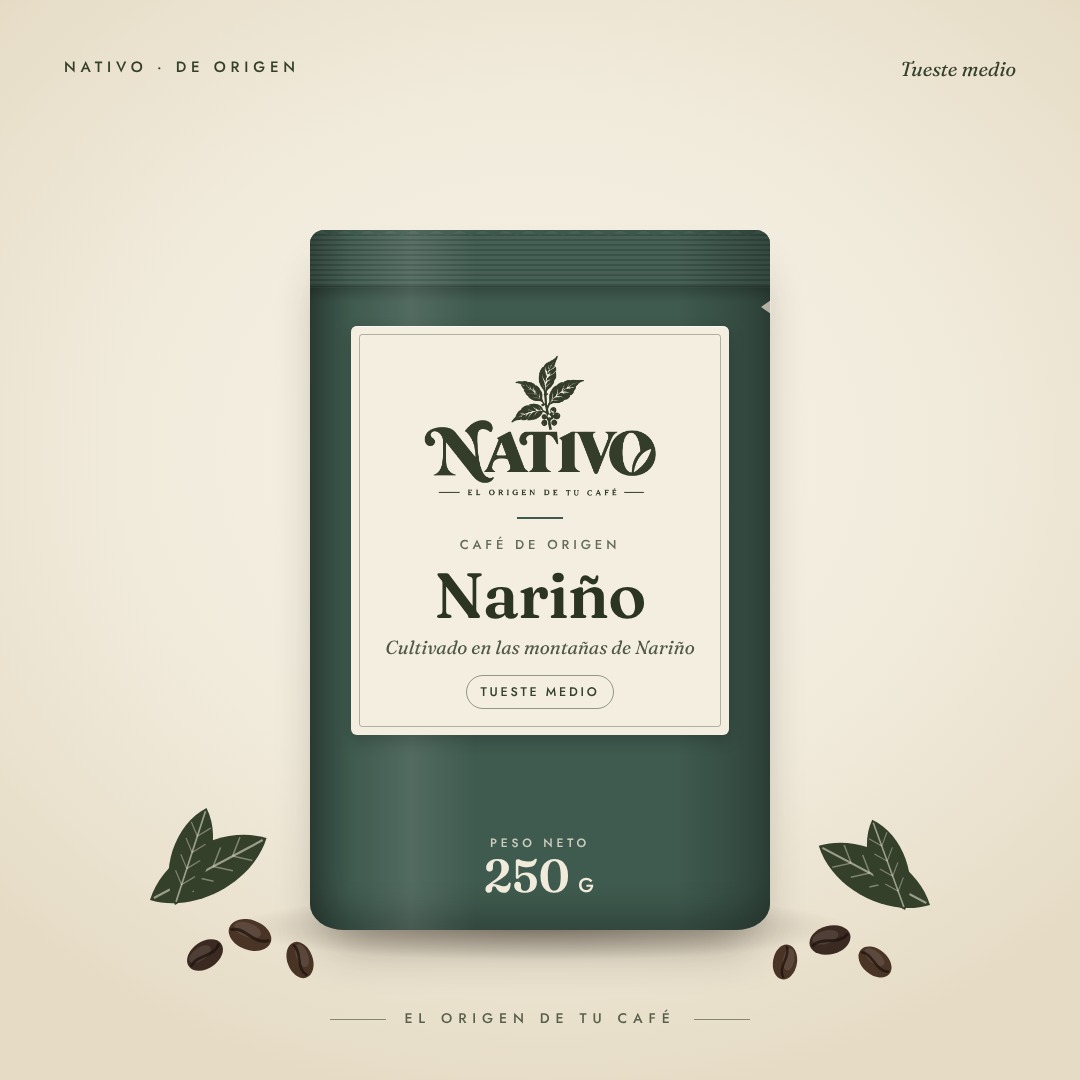 NATIVO · DE ORIGEN
Tueste medio
NATIVO
EL ORIGEN DE TU CAFÉ
CAFÉ DE ORIGEN
Nariño
Cultivado en las montañas de Nariño
TUESTE MEDIO
PESO NETO
250 G
EL ORIGEN DE TU CAFÉ